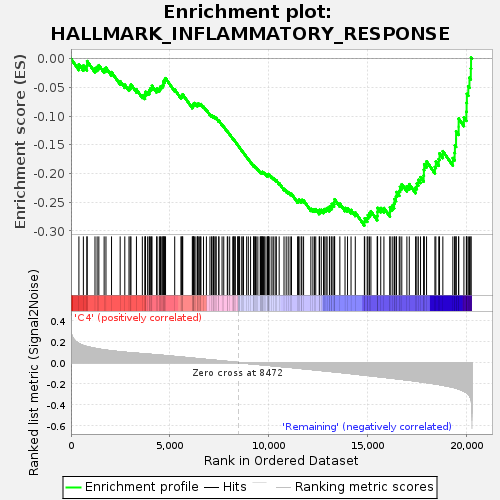 Enrichment plot:
HALLMARK_INFLAMMATORY_RESPONSE
Enrichment score (ES)
0.00
-0.05
-0.10
-0.15
-0.20
-0.25
-0.30
'C4' (positively correlated)
Ranked list metric (Signal2Noise)
0.4
0.2
0.0
-0.2
-0.4
-0.6
Zero cross at 8472
'Remaining' (negatively correlated)
0
5,000
10,000
15,000
20,000
Rank in Ordered Dataset
Enrichment profile
Hits
Ranking metric scores